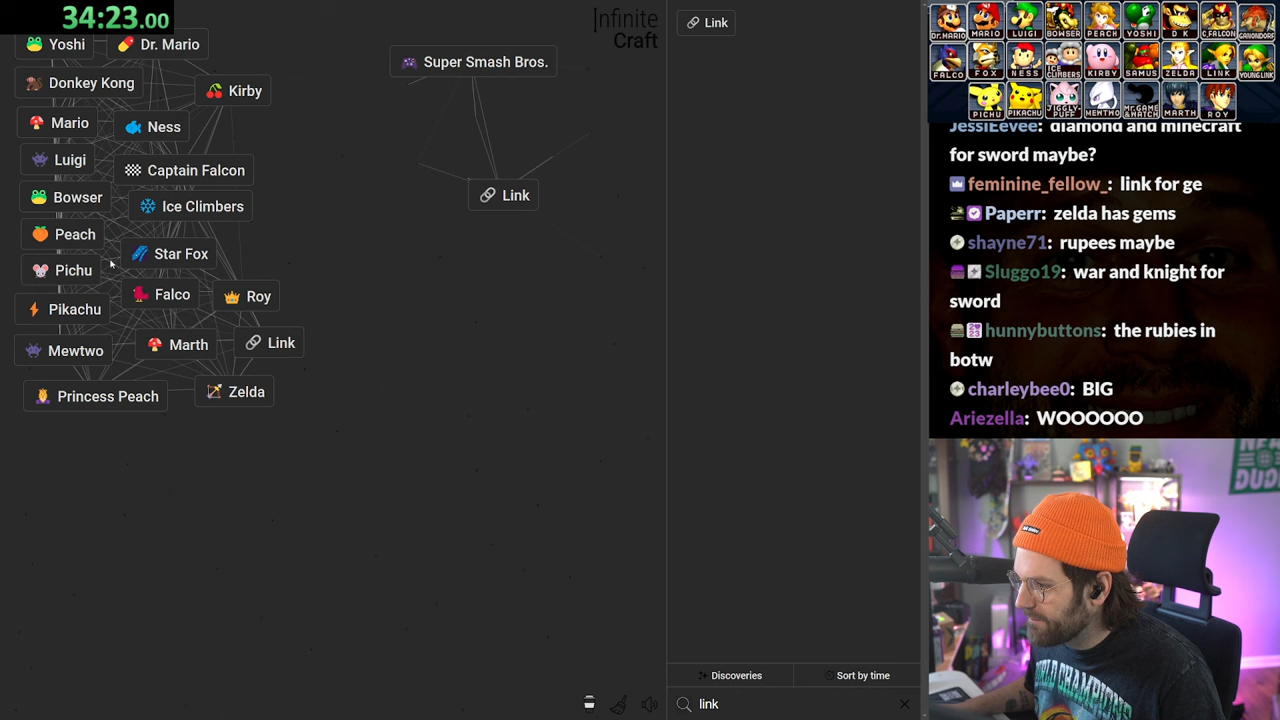 34:23.00
Yoshi
Dr. Mario
Donkey Kong
Kirby
Mario
Ness
Luigi
Captain Falcon
Bowser
Ice Climbers
Peach
Star Fox
Pichu
Falco
Roy
Pikachu
Marth
Link
Mewtwo
Princess Peach
Zelda
Infinite
Craft
Super Smash Bros.
Link
Link
Discoveries
Sort by time
link
DR.MARIO
MARIO
LUIGI
BOWSER
PEACH
YOSHI
D K
C.FALCON
GANONDORF
FALCO
FOX
NESS
ICE CLIMBERS
KIRBY
SAMUS
ZELDA
LINK
YOUNG LINK
PICHU
PIKACHU
JIGGLY-PUFF
MEWTWO
Mr.GAME &WATCH
MARTH
ROY
JessiEevee: diamond and minecraft
for sword maybe?
feminine_fellow_: link for ge
Paperr: zelda has gems
shayne71: rupees maybe
Sluggo19: war and knight for
sword
hunnybuttons: the rubies in
botw
charleybee0: BIG
Ariezella: WOOOOOO
DUDE